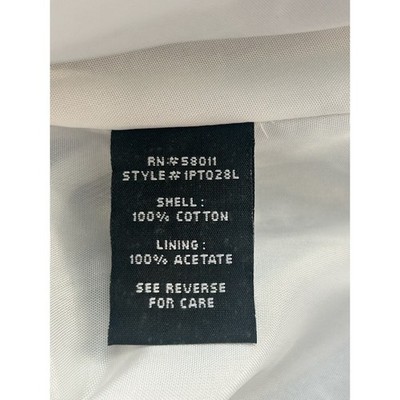 RN#58011
STYLE#1PT028L
SHELL:
100% COTTON
LINING:
100% ACETATE
SEE REVERSE
FOR CARE